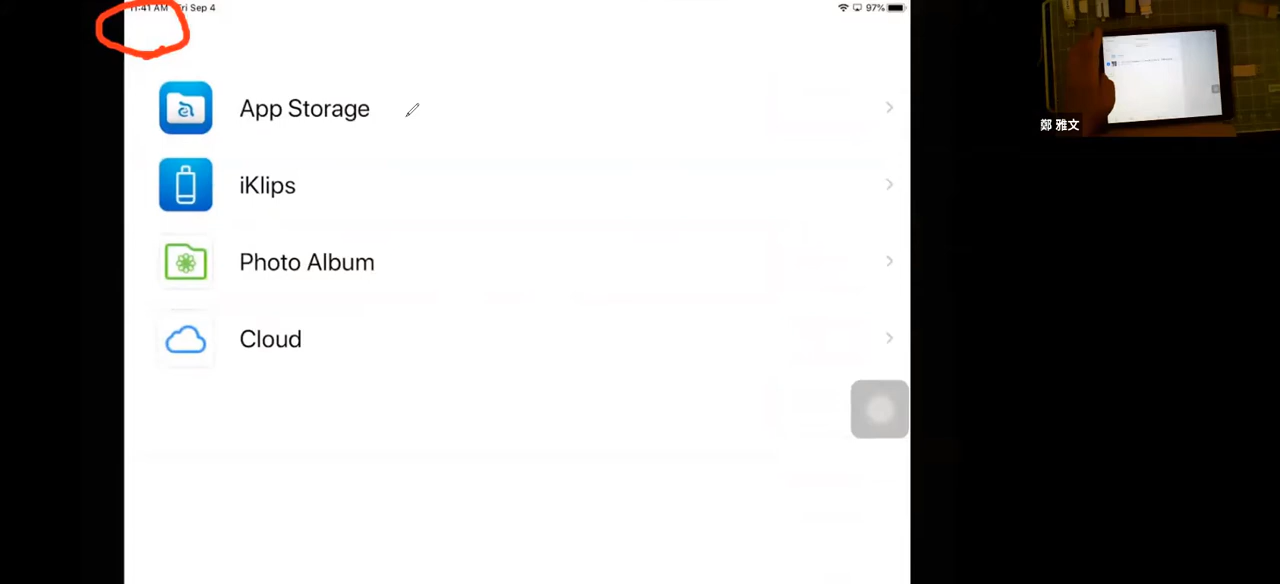 11:41 AM Fri Sep 4
97%
App Storage
iKlips
Photo Album
Cloud
鄭 雅文